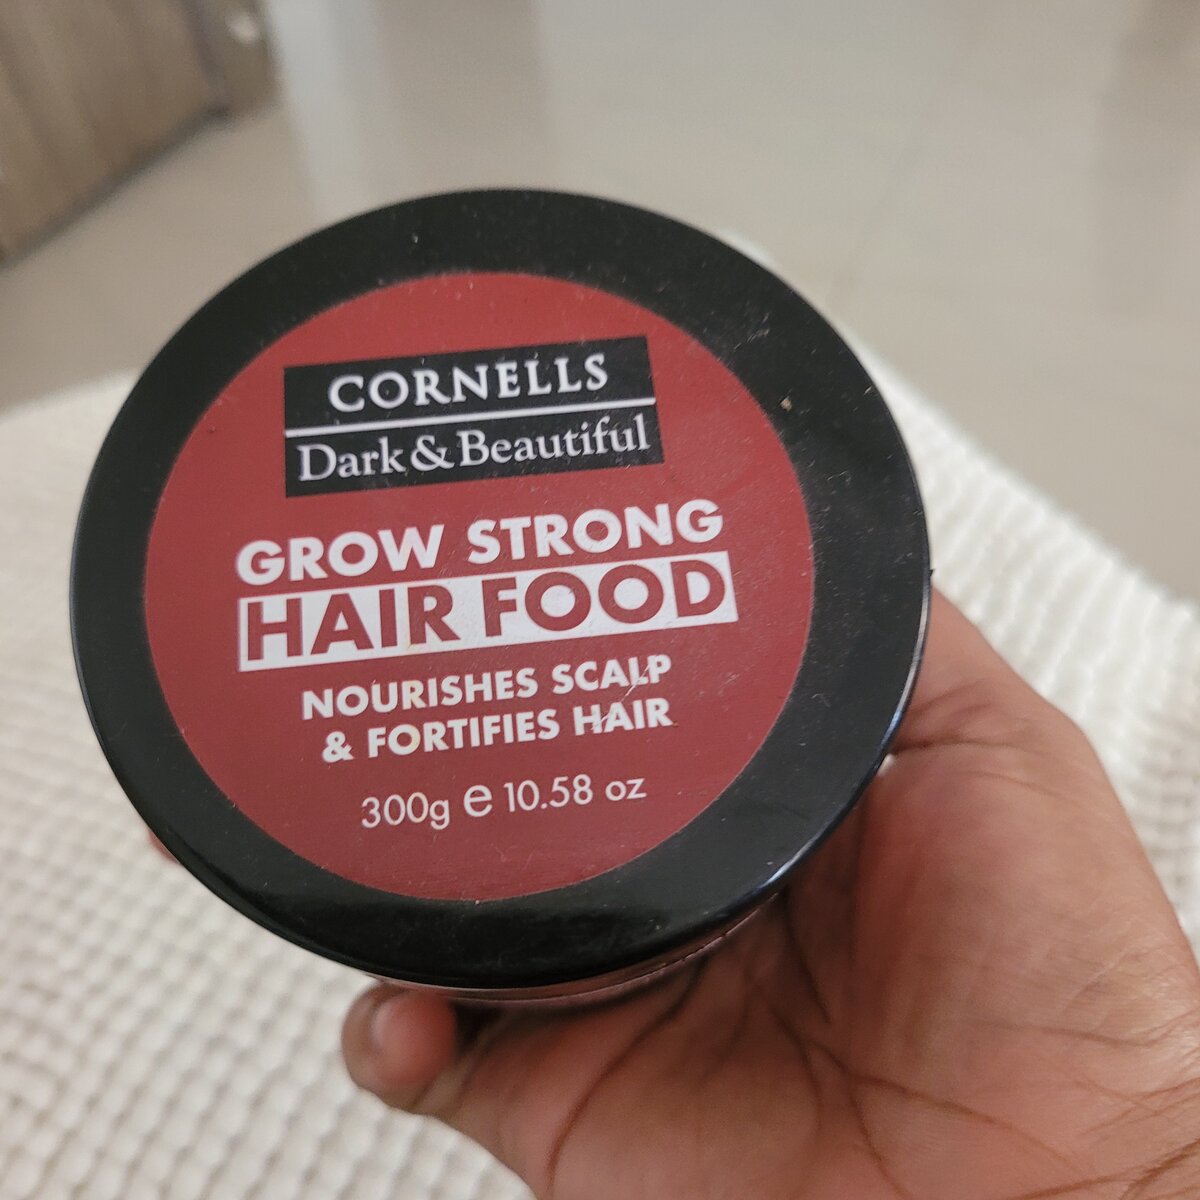 CORNELLS
Dark & Beautiful
GROW STRONG
HAIR FOOD
NOURISHES SCALP
& FORTIFIES HAIR
300g e 10.58 oz